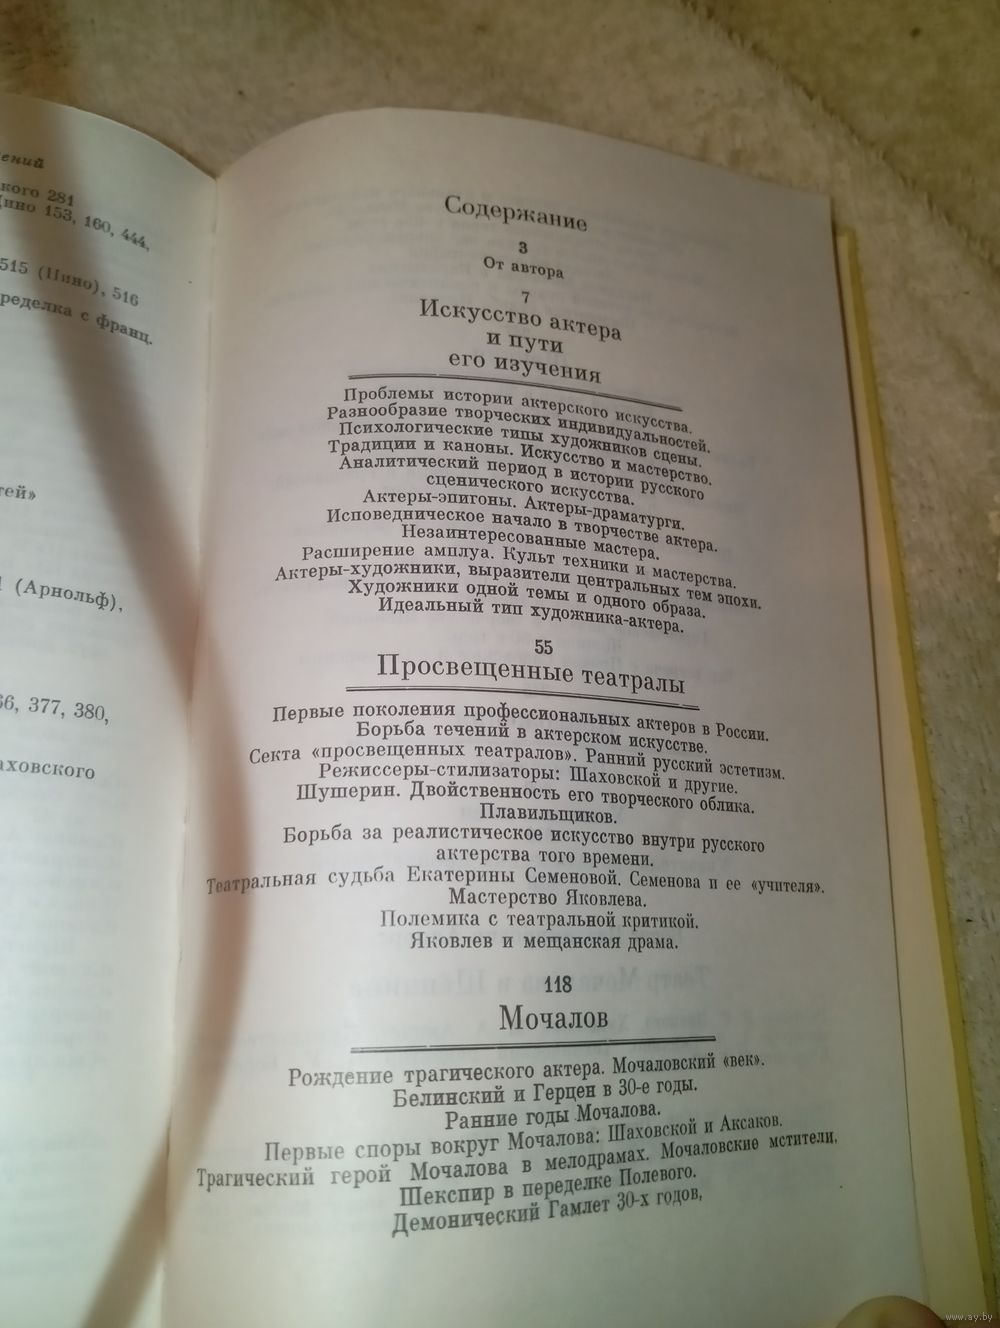 ений
кого 281
153, 160, 444,
515 (Нино), 516
ределка с франц.
тей»
(Арнольф),
66, 377, 380,
аховского
Содержание
3
От автора
7
Искусство актера
и пути
его изучения
Проблемы истории актерского искусства.
Разнообразие творческих индивидуальностей.
Психологические типы художников сцены.
Традиции и каноны. Искусство и мастерство.
Аналитический период в истории русского
сценического искусства.
Актеры-эпигоны. Актеры-драматурги.
Исповедническое начало в творчестве актера.
Незаинтересованные мастера.
Расширение амплуа. Культ техники и мастерства.
Актеры-художники, выразители центральных тем эпохи.
Художники одной темы и одного образа.
Идеальный тип художника-актера.
55
Просвещенные театралы
Первые поколения профессиональных актеров в России.
Борьба течений в актерском искусстве.
Секта «просвещенных театралов». Ранний русский эстетизм.
Режиссеры-стилизаторы: Шаховской и другие.
Шушерин. Двойственность его творческого облика.
Плавильщиков.
Борьба за реалистическое искусство внутри русского
актерства того времени.
Театральная судьба Екатерины Семеновой. Семенова и ее «учителя».
Мастерство Яковлева.
Полемика с театральной критикой.
Яковлев и мещанская драма.
118
Мочалов
Рождение трагического актера. Мочаловский «век».
Белинский и Герцен в 30-е годы.
Ранние годы Мочалова.
Первые споры вокруг Мочалова: Шаховской и Аксаков.
Трагический герой Мочалова в мелодрамах. Мочаловские мстители.
Шекспир в переделке Полевого.
Демонический Гамлет 30-х годов,
www.ay.by